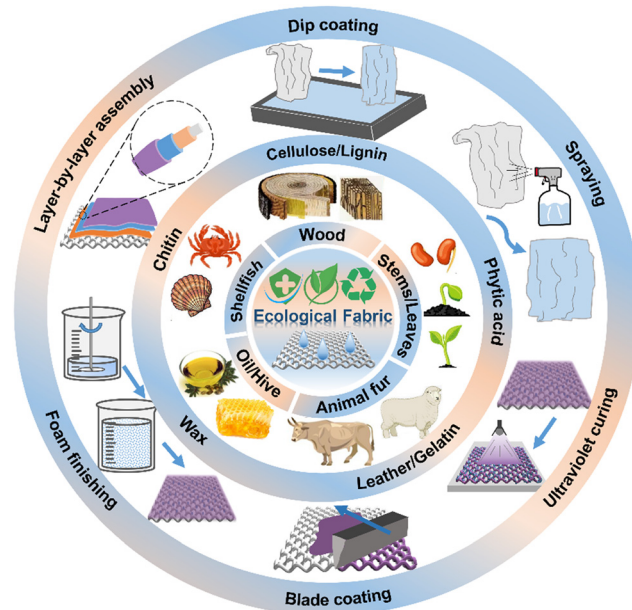 Dip coating
Spraying
Ultraviolet curing
Blade coating
Foam finishing
Layer-by-layer assembly
Cellulose/Lignin
Phytic acid
Leather/Gelatin
Wax
Chitin
Wood
Stems/Leaves
Animal fur
Oil/Hive
Shellfish
Ecological Fabric